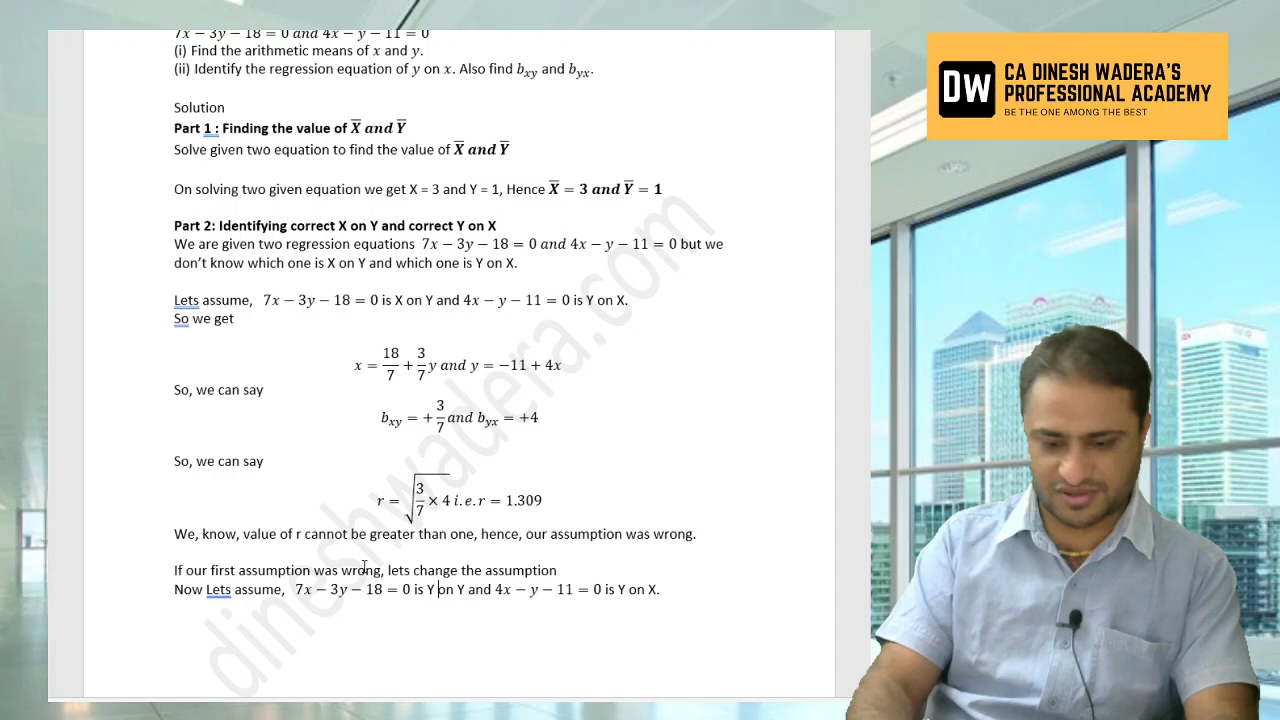 7x − 3y − 18 = 0 and 4x − y − 11 = 0
(i) Find the arithmetic means of x and y.
(ii) Identify the regression equation of y on x. Also find b_xy and b_yx.
Solution
Part 1 : Finding the value of X̅ and Y̅
Solve given two equation to find the value of X̅ and Y̅
On solving two given equation we get X = 3 and Y = 1, Hence X̅ = 3 and Y̅ = 1
Part 2: Identifying correct X on Y and correct Y on X
We are given two regression equations 7x − 3y − 18 = 0 and 4x − y − 11 = 0 but we
don't know which one is X on Y and which one is Y on X.
Lets assume, 7x − 3y − 18 = 0 is X on Y and 4x − y − 11 = 0 is Y on X.
So we get
x = 18/7 + 3/7 y and y = −11 + 4x
So, we can say
b_xy = + 3/7 and b_yx = +4
So, we can say
r = √(3/7 × 4) i.e. r = 1.309
We, know, value of r cannot be greater than one, hence, our assumption was wrong.
If our first assumption was wrong, lets change the assumption
Now Lets assume, 7x − 3y − 18 = 0 is Y on Y and 4x − y − 11 = 0 is Y on X.
dineshwadera.com
DW
CA DINESH WADERA'S
PROFESSIONAL ACADEMY
BE THE ONE AMONG THE BEST